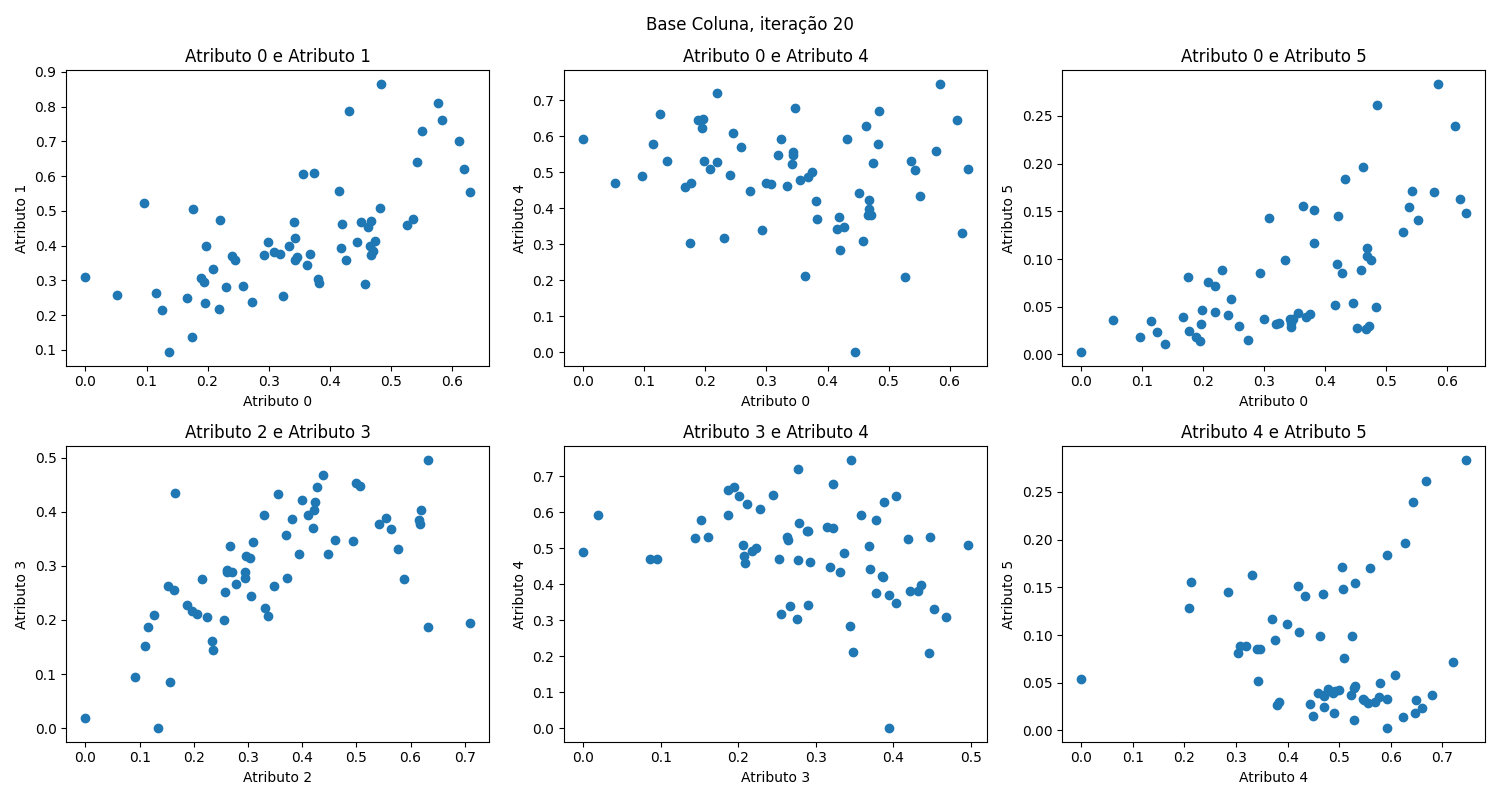 Base Coluna, iteração 20
Atributo 0 e Atributo 1
Atributo 0 e Atributo 4
Atributo 0 e Atributo 5
0.9
0.8
0.7
0.6
0.5
0.4
0.3
0.2
0.1
Atributo 1
0.0 0.1 0.2 0.3 0.4 0.5 0.6
Atributo 0
0.7
0.6
0.5
0.4
0.3
0.2
0.1
0.0
Atributo 4
0.0 0.1 0.2 0.3 0.4 0.5 0.6
Atributo 0
0.25
0.20
0.15
0.10
0.05
0.00
Atributo 5
0.0 0.1 0.2 0.3 0.4 0.5 0.6
Atributo 0
Atributo 2 e Atributo 3
Atributo 3 e Atributo 4
Atributo 4 e Atributo 5
0.5
0.4
0.3
0.2
0.1
0.0
Atributo 3
0.0 0.1 0.2 0.3 0.4 0.5 0.6 0.7
Atributo 2
0.7
0.6
0.5
0.4
0.3
0.2
0.1
0.0
Atributo 4
0.0 0.1 0.2 0.3 0.4 0.5
Atributo 3
0.25
0.20
0.15
0.10
0.05
0.00
Atributo 5
0.0 0.1 0.2 0.3 0.4 0.5 0.6 0.7
Atributo 4